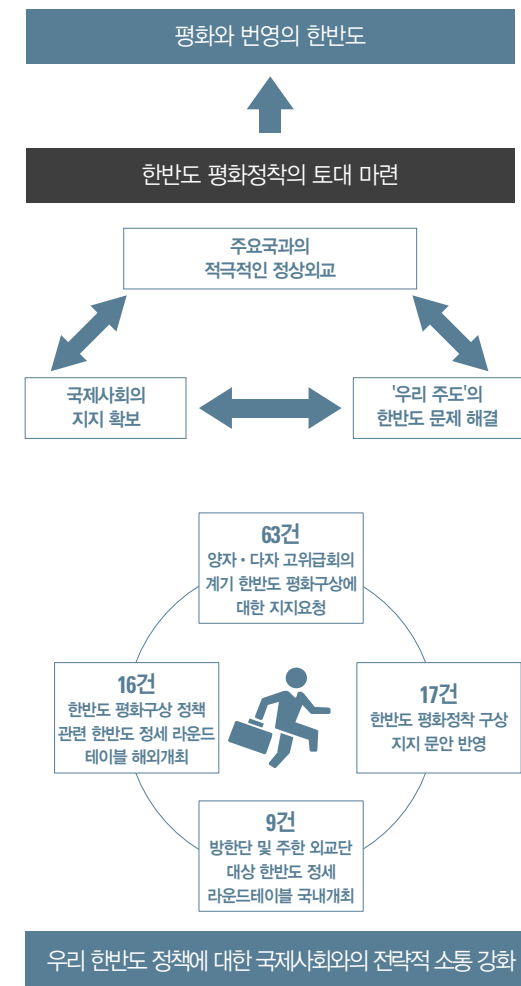 평화와 번영의 한반도
한반도 평화정착의 토대 마련
주요국과의
적극적인 정상외교
국제사회의
지지 확보
'우리 주도'의
한반도 문제 해결
63건
양자・다자 고위급회의
계기 한반도 평화구상에
대한 지지요청
16건
한반도 평화구상 정책
관련 한반도 정세 라운드
테이블 해외개최
17건
한반도 평화정착 구상
지지 문안 반영
9건
방한단 및 주한 외교단
대상 한반도 정세
라운드테이블 국내개최
우리 한반도 정책에 대한 국제사회와의 전략적 소통 강화